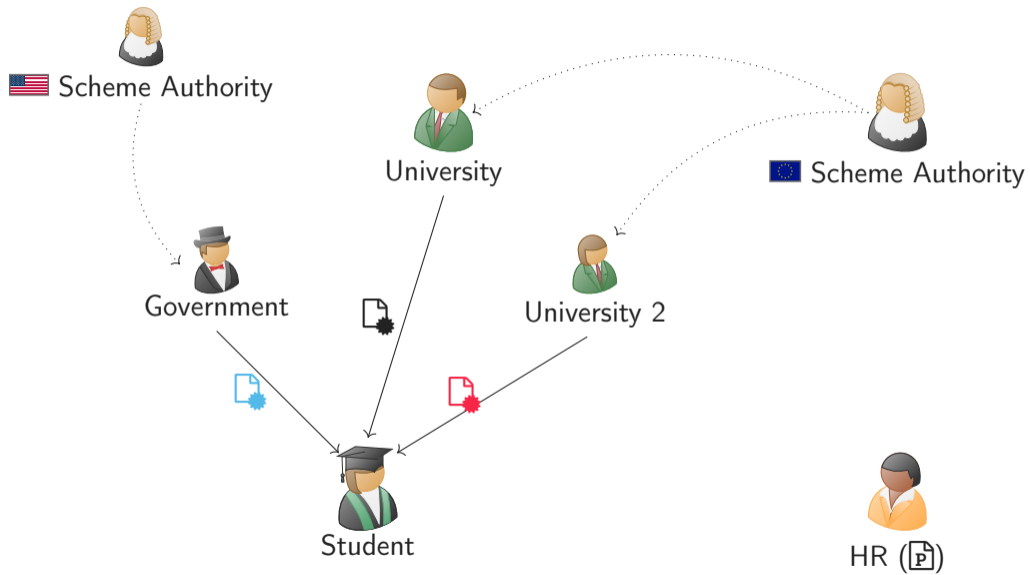 Scheme Authority
University
Scheme Authority
Government
University 2
Student
HR (P)